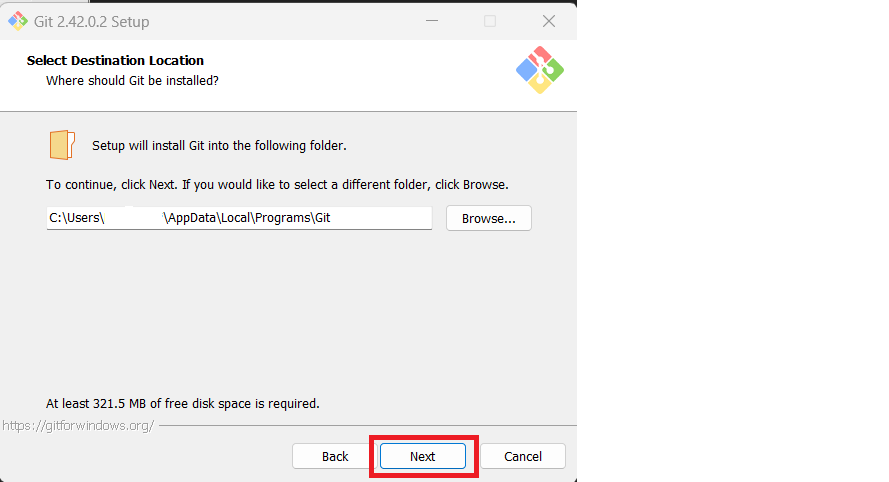 Git 2.42.0.2 Setup
Select Destination Location
Where should Git be installed?
Setup will install Git into the following folder.
To continue, click Next. If you would like to select a different folder, click Browse.
C:\Users\ \AppData\Local\Programs\Git
Browse...
At least 321.5 MB of free disk space is required.
https://gitforwindows.org/
Back Next Cancel